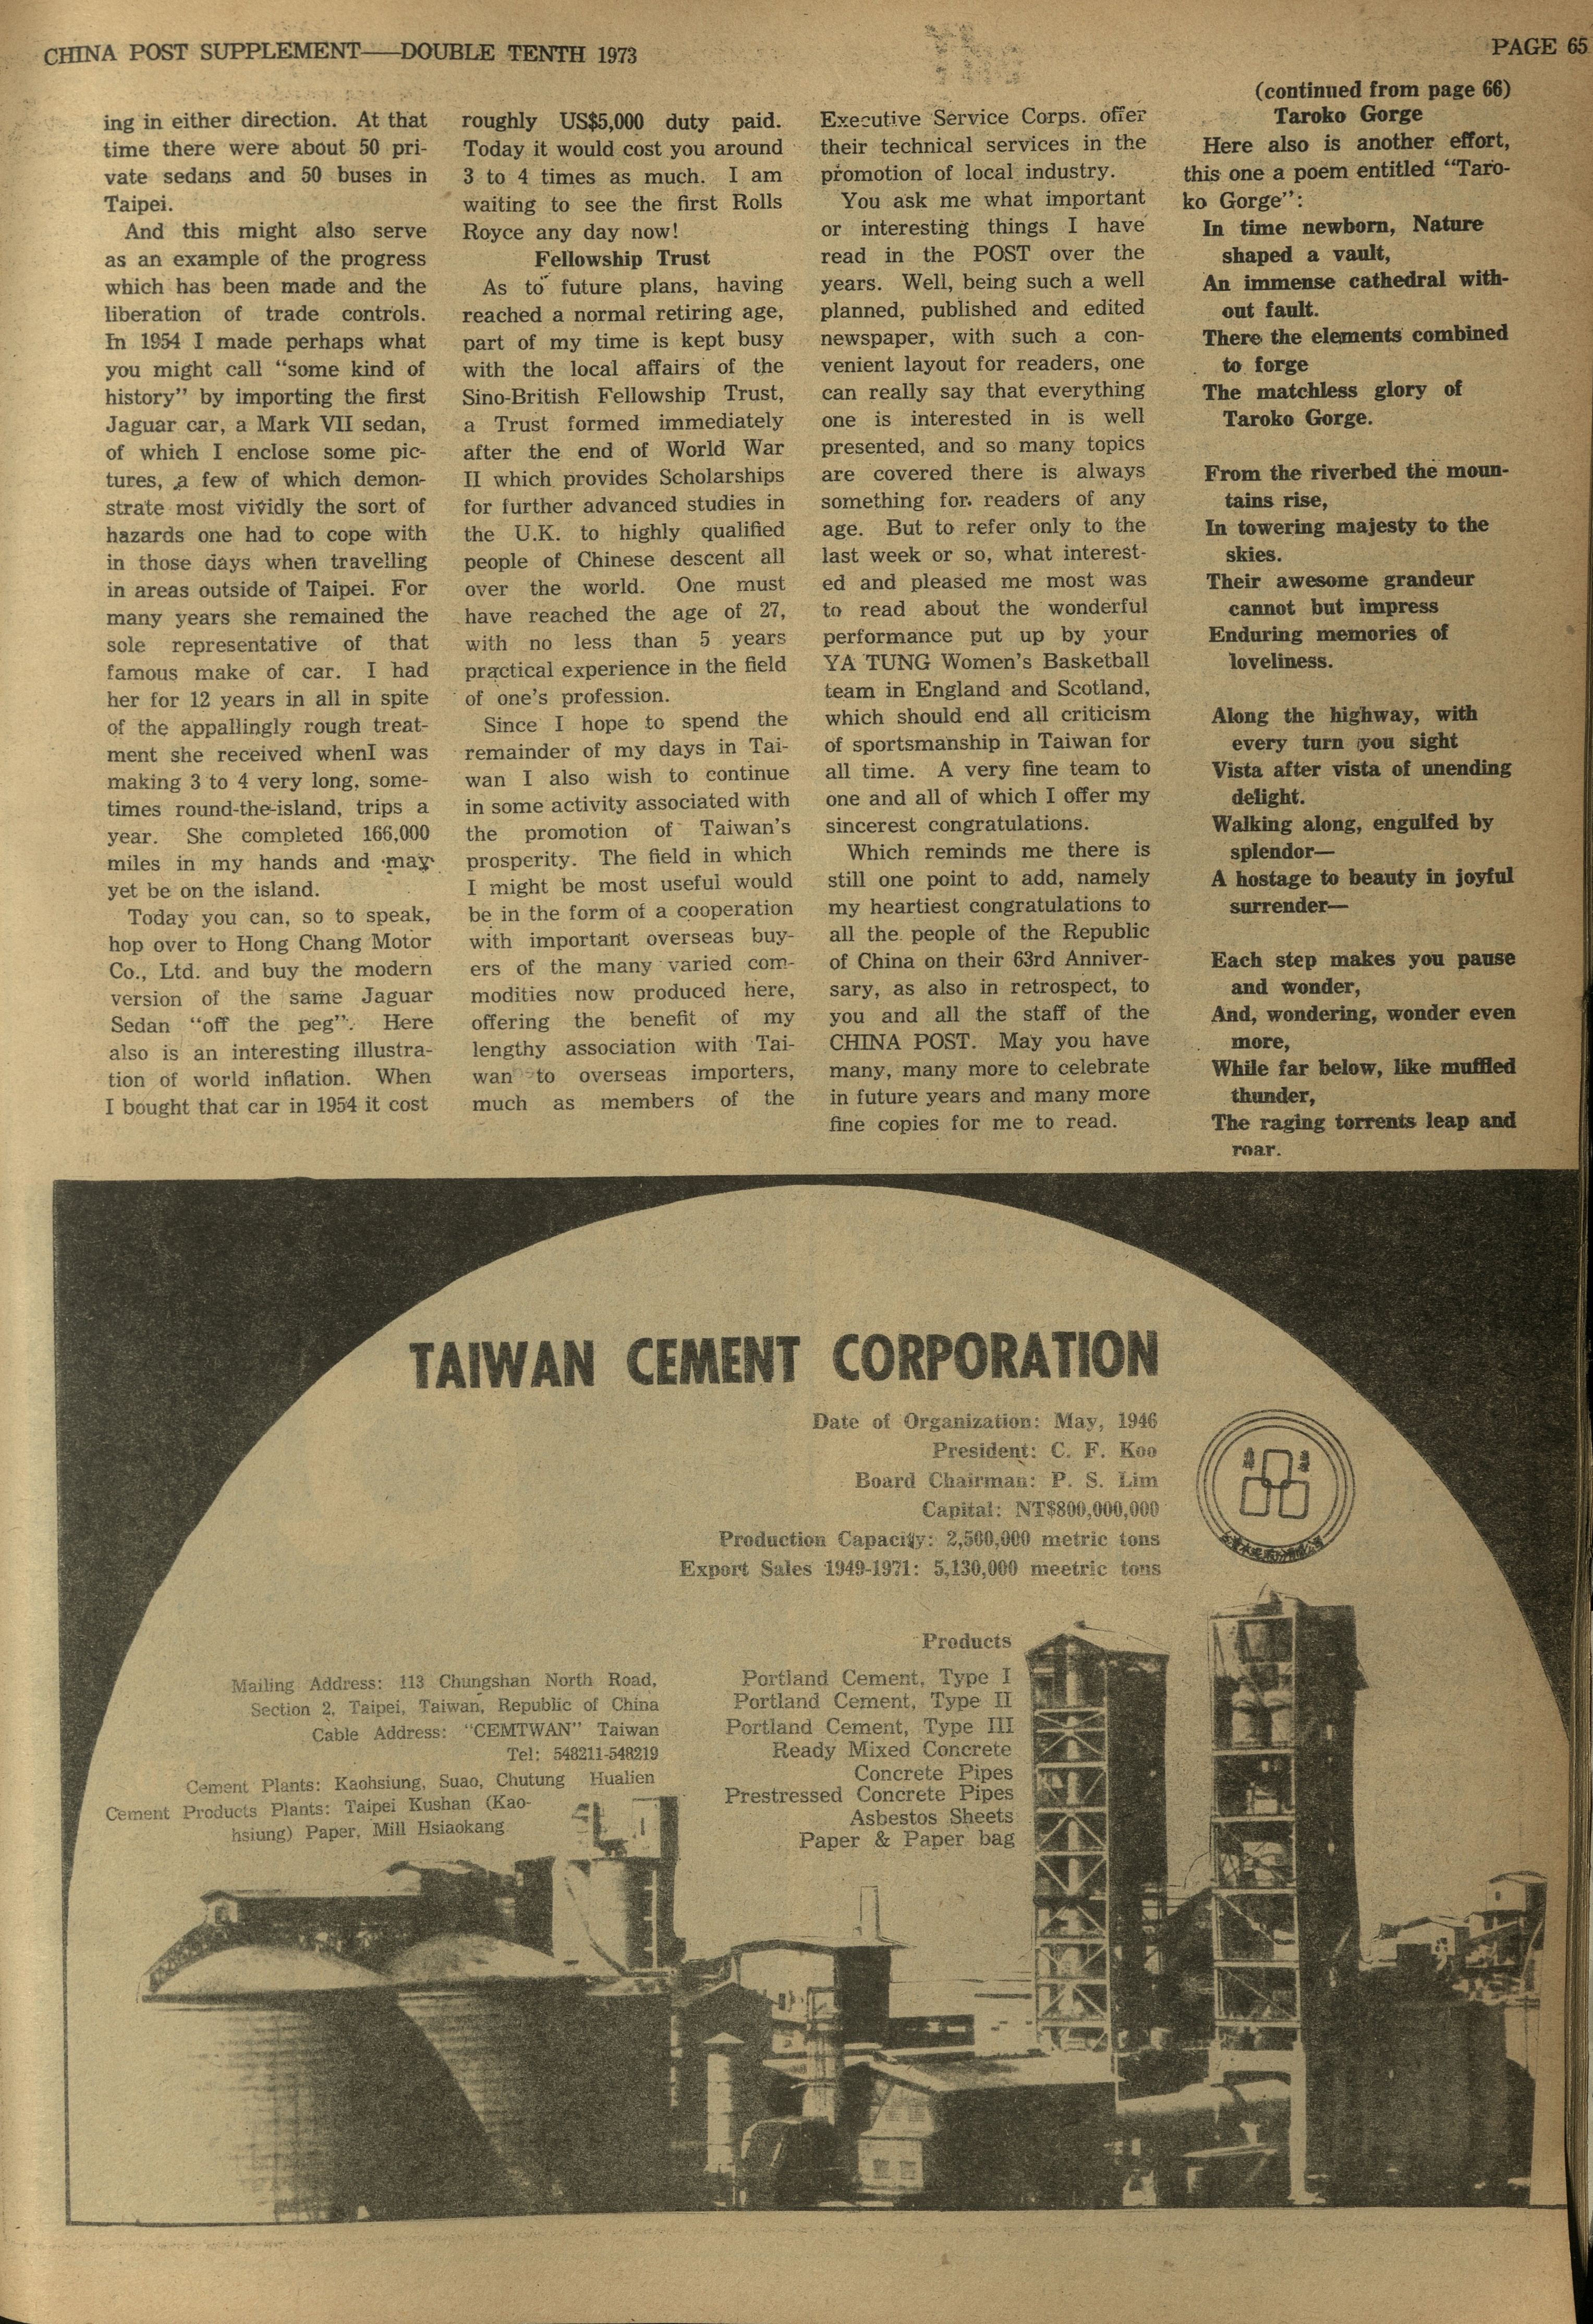 CHINA POST SUPPLEMENT——DOUBLE TENTH 1973
PAGE 65
ing in either direction. At that
time there were about 50 pri-
vate sedans and 50 buses in
Taipei.
And this might also serve
as an example of the progress
which has been made and the
liberation of trade controls.
In 1954 I made perhaps what
you might call “some kind of
history” by importing the first
Jaguar car, a Mark VII sedan,
of which I enclose some pic-
tures, a few of which demon-
strate most vividly the sort of
hazards one had to cope with
in those days when travelling
in areas outside of Taipei. For
many years she remained the
sole representative of that
famous make of car. I had
her for 12 years in all in spite
of the appallingly rough treat-
ment she received whenI was
making 3 to 4 very long, some-
times round-the-island, trips a
year. She completed 166,000
miles in my hands and may
yet be on the island.
Today you can, so to speak,
hop over to Hong Chang Motor
Co., Ltd. and buy the modern
version of the same Jaguar
Sedan “off the peg”. Here
also is an interesting illustra-
tion of world inflation. When
I bought that car in 1954 it cost
roughly US$5,000 duty paid.
Today it would cost you around
3 to 4 times as much. I am
waiting to see the first Rolls
Royce any day now!
Fellowship Trust
As to future plans, having
reached a normal retiring age,
part of my time is kept busy
with the local affairs of the
Sino-British Fellowship Trust,
a Trust formed immediately
after the end of World War
II which provides Scholarships
for further advanced studies in
the U.K. to highly qualified
people of Chinese descent all
over the world. One must
have reached the age of 27,
with no less than 5 years
practical experience in the field
of one’s profession.
Since I hope to spend the
remainder of my days in Tai-
wan I also wish to continue
in some activity associated with
the promotion of Taiwan’s
prosperity. The field in which
I might be most useful would
be in the form of a cooperation
with important overseas buy-
ers of the many varied com-
modities now produced here,
offering the benefit of my
lengthy association with Tai-
wan to overseas importers,
much as members of the
Executive Service Corps. offer
their technical services in the
promotion of local industry.
You ask me what important
or interesting things I have
read in the POST over the
years. Well, being such a well
planned, published and edited
newspaper, with such a con-
venient layout for readers, one
can really say that everything
one is interested in is well
presented, and so many topics
are covered there is always
something for readers of any
age. But to refer only to the
last week or so, what interest-
ed and pleased me most was
to read about the wonderful
performance put up by your
YA TUNG Women’s Basketball
team in England and Scotland,
which should end all criticism
of sportsmanship in Taiwan for
all time. A very fine team to
one and all of which I offer my
sincerest congratulations.
Which reminds me there is
still one point to add, namely
my heartiest congratulations to
all the people of the Republic
of China on their 63rd Anniver-
sary, as also in retrospect, to
you and all the staff of the
CHINA POST. May you have
many, many more to celebrate
in future years and many more
fine copies for me to read.
(continued from page 66)
Taroko Gorge
Here also is another effort,
this one a poem entitled “Taro-
ko Gorge”:
In time newborn, Nature
shaped a vault,
An immense cathedral with-
out fault.
There the elements combined
to forge
The matchless glory of
Taroko Gorge.
From the riverbed the moun-
tains rise,
In towering majesty to the
skies.
Their awesome grandeur
cannot but impress
Enduring memories of
loveliness.
Along the highway, with
every turn you sight
Vista after vista of unending
delight.
Walking along, engulfed by
splendor—
A hostage to beauty in joyful
surrender—
Each step makes you pause
and wonder,
And, wondering, wonder even
more,
While far below, like muffled
thunder,
The raging torrents leap and
roar.
TAIWAN CEMENT CORPORATION
Date of Organization: May, 1946
President: C. F. Koo
Board Chairman: P. S. Lim
Capital: NT$800,000,000
Production Capacity: 2,500,000 metric tons
Export Sales 1949-1971: 5,130,000 meetric tons
Mailing Address: 113 Chungshan North Road,
Section 2, Taipei, Taiwan, Republic of China
Cable Address: “CEMTWAN” Taiwan
Tel: 548211-548219
Cement Plants: Kaohsiung, Suao, Chutung Hualien
Cement Products Plants: Taipei Kushan (Kao-
hsiung) Paper, Mill Hsiaokang
Products
Portland Cement, Type I
Portland Cement, Type II
Portland Cement, Type III
Ready Mixed Concrete
Concrete Pipes
Prestressed Concrete Pipes
Asbestos Sheets
Paper & Paper bag